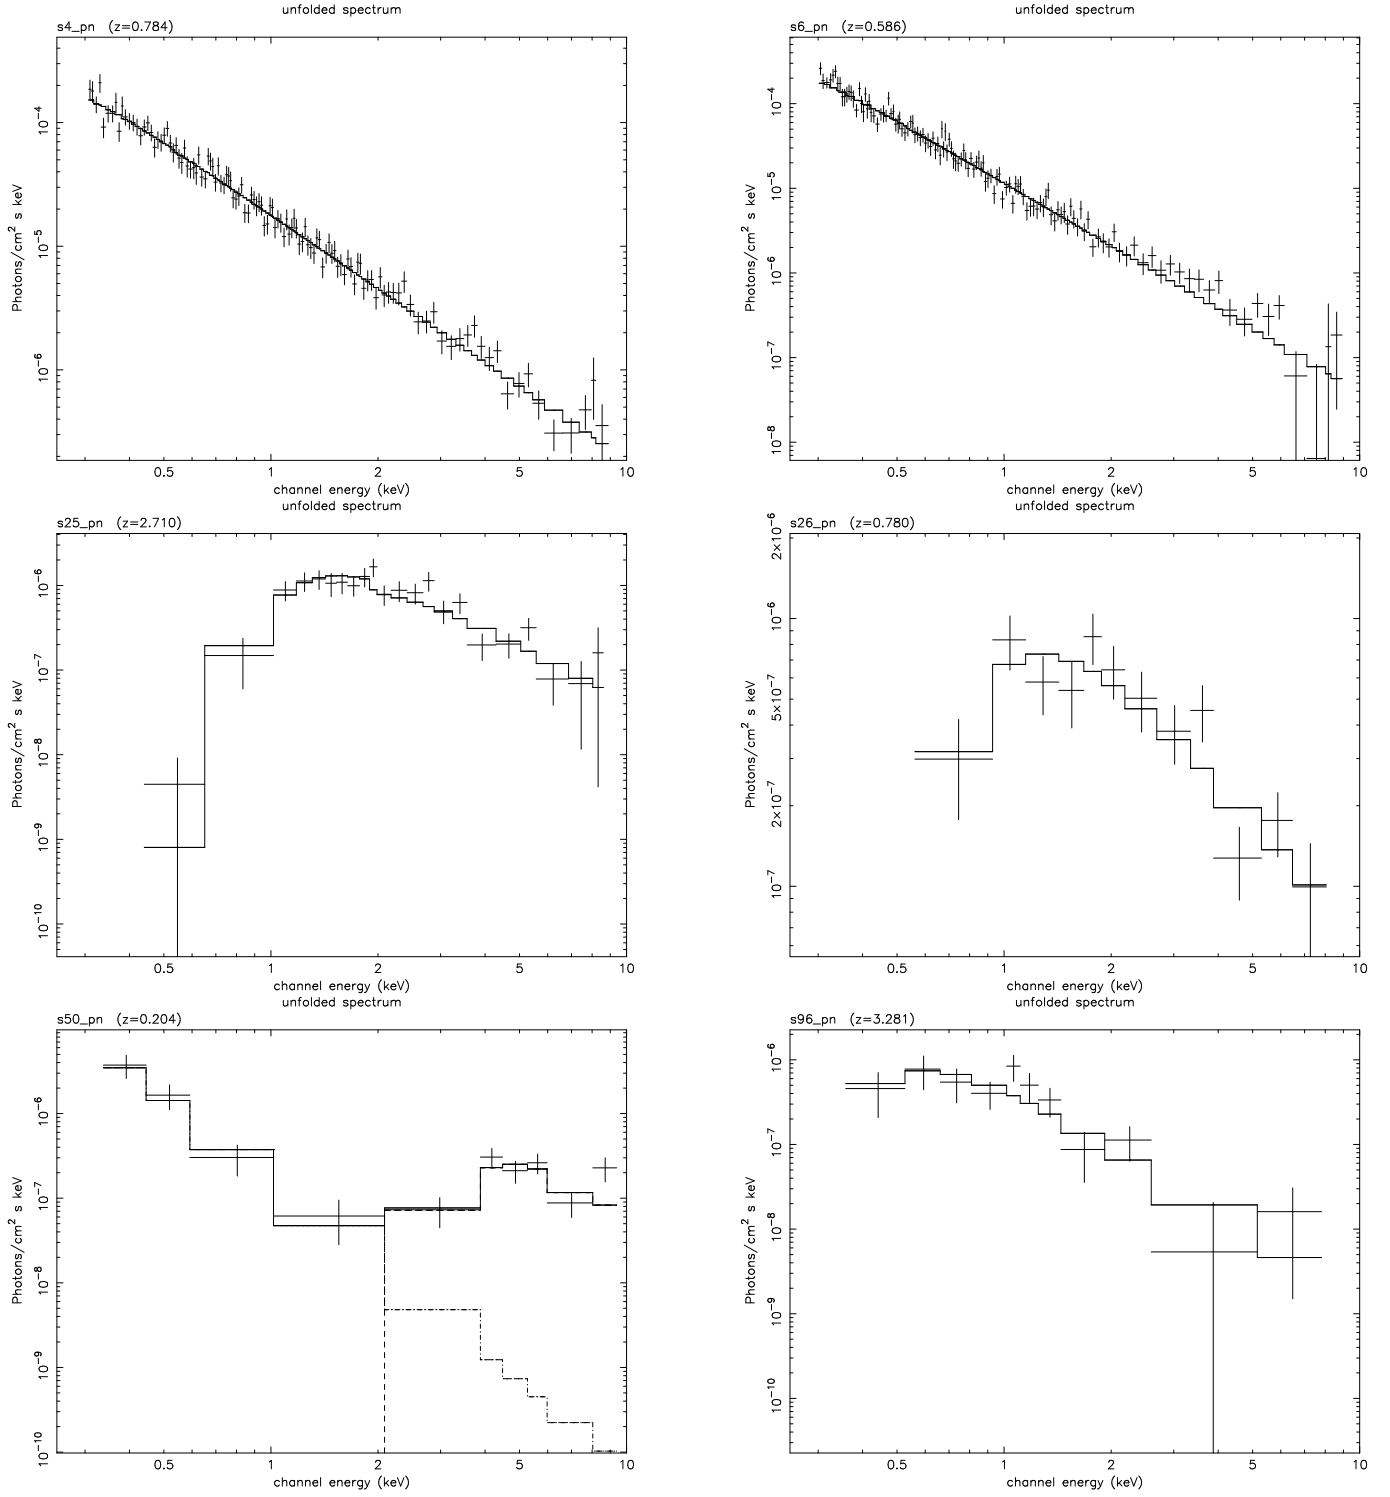 unfolded spectrum
s4_pn (z=0.784)
Photons/cm² s keV
10⁻⁴
10⁻⁵
10⁻⁶
0.5 1 2 5 10
channel energy (keV)
unfolded spectrum
s6_pn (z=0.586)
Photons/cm² s keV
10⁻⁴
10⁻⁵
10⁻⁶
10⁻⁷
10⁻⁸
0.5 1 2 5 10
channel energy (keV)
unfolded spectrum
s25_pn (z=2.710)
Photons/cm² s keV
10⁻⁶
10⁻⁷
10⁻⁸
10⁻⁹
10⁻¹⁰
0.5 1 2 5 10
channel energy (keV)
unfolded spectrum
s26_pn (z=0.780)
Photons/cm² s keV
2×10⁻⁶
10⁻⁶
5×10⁻⁷
2×10⁻⁷
10⁻⁷
0.5 1 2 5 10
channel energy (keV)
unfolded spectrum
s50_pn (z=0.204)
Photons/cm² s keV
10⁻⁶
10⁻⁷
10⁻⁸
10⁻⁹
10⁻¹⁰
0.5 1 2 5 10
channel energy (keV)
unfolded spectrum
s96_pn (z=3.281)
Photons/cm² s keV
10⁻⁶
10⁻⁷
10⁻⁸
10⁻⁹
10⁻¹⁰
0.5 1 2 5 10
channel energy (keV)